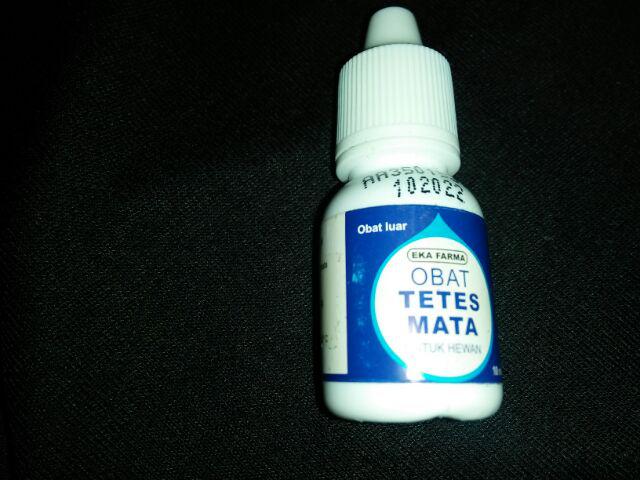 102022
Obat luar
EKA FARMA
OBAT
TETES
MATA
HEWAN